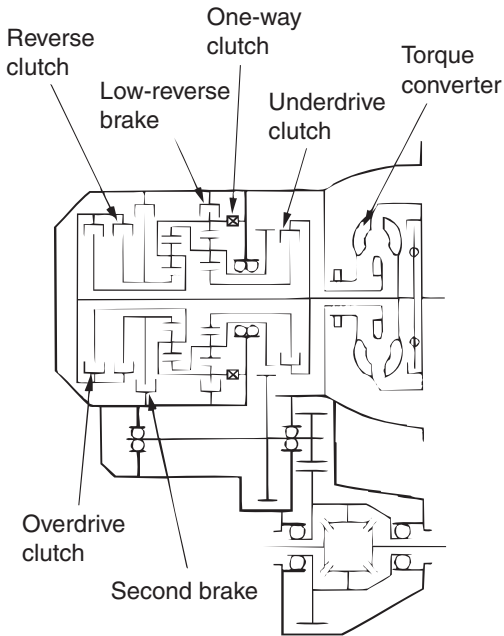 One-way
clutch
Reverse
clutch
Torque
converter
Low-reverse
brake
Underdrive
clutch
Overdrive
clutch
Second brake